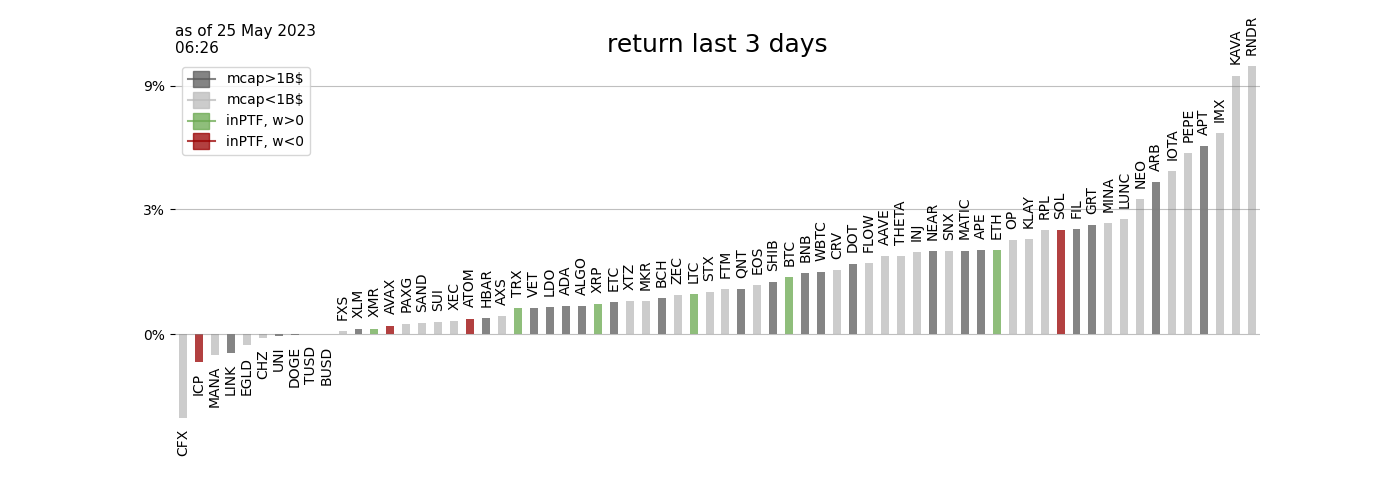 as of 25 May 2023
06:26
return last 3 days
mcap>1B$
mcap<1B$
inPTF, w>0
inPTF, w<0
9%
3%
0%
CFX
ICP
MANA
LINK
EGLD
CHZ
UNI
DOGE
TUSD
BUSD
FXS
XLM
XMR
AVAX
PAXG
SAND
SUI
XEC
ATOM
HBAR
AXS
TRX
VET
LDO
ADA
ALGO
XRP
ETC
XTZ
MKR
BCH
ZEC
LTC
STX
FTM
QNT
EOS
SHIB
BTC
BNB
WBTC
CRV
DOT
FLOW
AAVE
THETA
INJ
NEAR
SNX
MATIC
APE
ETH
OP
KLAY
RPL
SOL
FIL
GRT
MINA
LUNC
NEO
ARB
IOTA
PEPE
APT
IMX
KAVA
RNDR